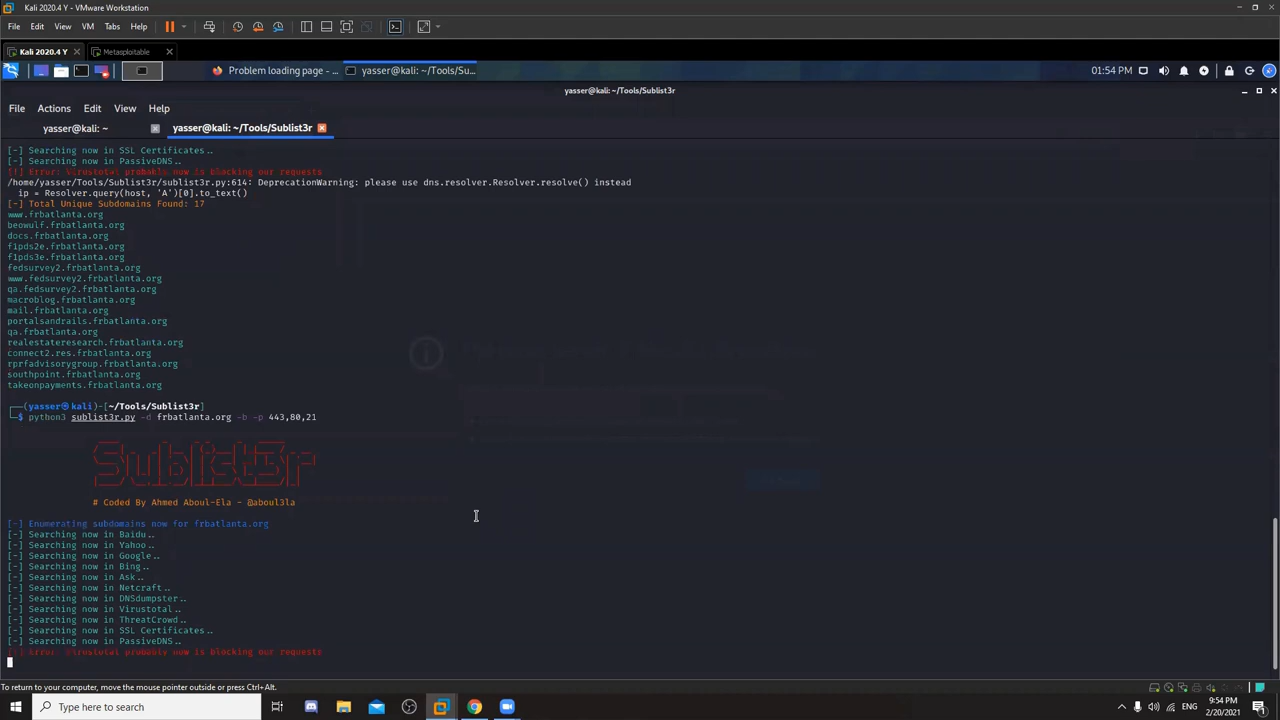 Kali 2020.4 Y - VMware Workstation
File Edit View VM Tabs Help
Kali 2020.4 Y Metasploitable
Problem loading page - ... yasser@kali: ~/Tools/Su... 01:54 PM
yasser@kali: ~/Tools/Sublist3r
File Actions Edit View Help
yasser@kali: ~ yasser@kali: ~/Tools/Sublist3r
[-] Searching now in SSL Certificates..
[-] Searching now in PassiveDNS..
[!] Error: Virustotal probably now is blocking our requests
/home/yasser/Tools/Sublist3r/sublist3r.py:614: DeprecationWarning: please use dns.resolver.Resolver.resolve() instead
ip = Resolver.query(host, 'A')[0].to_text()
[-] Total Unique Subdomains Found: 17
www.frbatlanta.org
beowulf.frbatlanta.org
docs.frbatlanta.org
f1pds2e.frbatlanta.org
f1pds3e.frbatlanta.org
fedsurvey2.frbatlanta.org
www.fedsurvey2.frbatlanta.org
qa.fedsurvey2.frbatlanta.org
macroblog.frbatlanta.org
mail.frbatlanta.org
portalsandrails.frbatlanta.org
qa.frbatlanta.org
realestateresearch.frbatlanta.org
connect2.res.frbatlanta.org
rprfadvisorygroup.frbatlanta.org
southpoint.frbatlanta.org
takeonpayments.frbatlanta.org
(yasser㉿kali)-[~/Tools/Sublist3r]
$ python3 sublist3r.py -d frbatlanta.org -b -p 443,80,21
Sublist3r
# Coded By Ahmed Aboul-Ela - @aboul3la
[-] Enumerating subdomains now for frbatlanta.org
[-] Searching now in Baidu..
[-] Searching now in Yahoo..
[-] Searching now in Google..
[-] Searching now in Bing..
[-] Searching now in Ask..
[-] Searching now in Netcraft..
[-] Searching now in DNSdumpster..
[-] Searching now in Virustotal..
[-] Searching now in ThreatCrowd..
[-] Searching now in SSL Certificates..
[-] Searching now in PassiveDNS..
[!] Error: Virustotal probably now is blocking our requests
To return to your computer, move the mouse pointer outside or press Ctrl+Alt.
Type here to search ENG 9:54 PM
2/20/2021